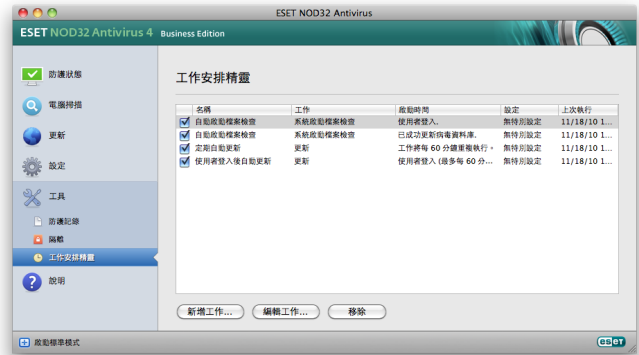 ESET NOD32 Antivirus
ESET NOD32 Antivirus 4 Business Edition
防護狀態
電腦掃描
更新
設定
工具
防護記錄
隔離
工作安排精靈
說明
工作安排精靈
名稱 工作 啟動時間 設定 上次執行
自動啟動檔案檢查 系統啟動檔案檢查 使用者登入. 無特別設定 11/18/10 1...
自動啟動檔案檢查 系統啟動檔案檢查 已成功更新病毒資料庫. 無特別設定 11/18/10 1...
定期自動更新 更新 工作將每 60 分鐘重複執行。 無特別設定 11/18/10 1...
使用者登入後自動更新 更新 使用者登入 (最多每 60 分... 無特別設定 11/18/10 1...
新增工作... 編輯工作... 移除
啟動標準模式
eset